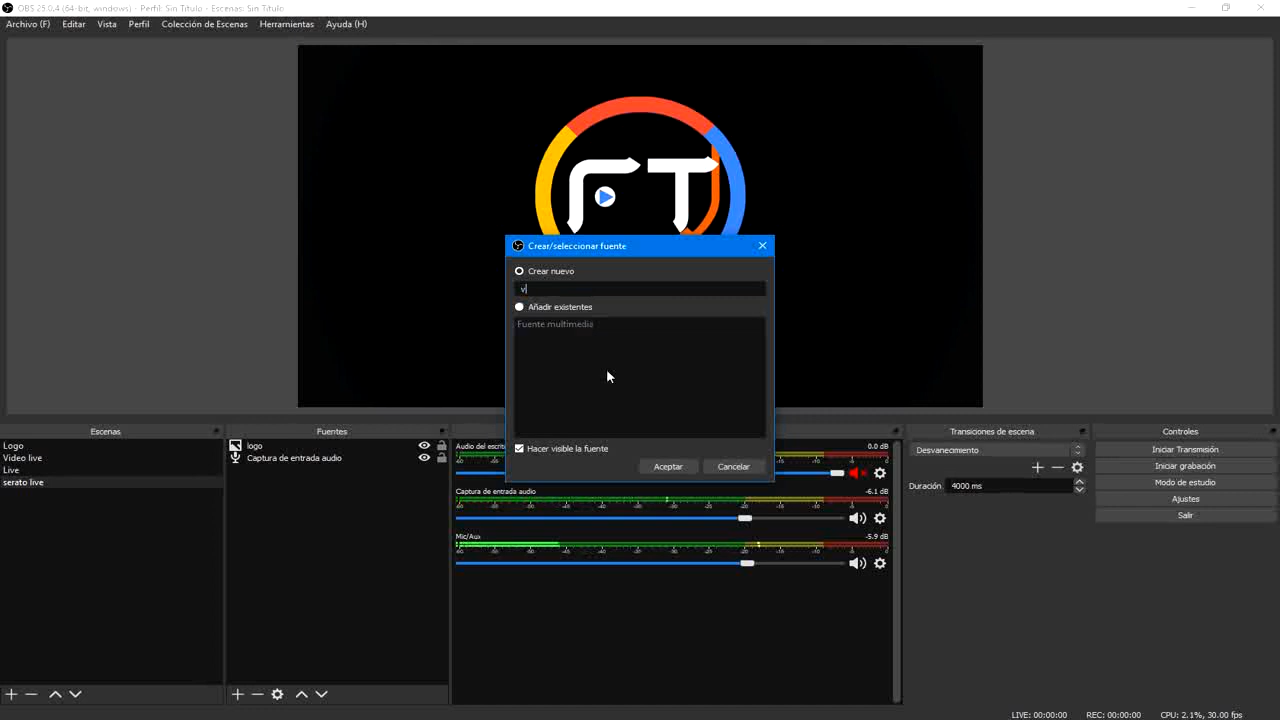 OBS 25.0.4 (64-bit, windows) - Perfil: Sin Título - Escenas: Sin Título
Archivo (F) Editar Vista Perfil Colección de Escenas Herramientas Ayuda (H)
FT
Crear/seleccionar fuente
Crear nuevo
v
Añadir existentes
Fuente multimedia
Hacer visible la fuente
Aceptar Cancelar
Escenas
Logo
Video live
Live
serato live
Fuentes
logo
Captura de entrada audio
Audio del escrit
0.0 dB
Captura de entrada audio
-6.1 dB
Mic/Aux
-5.9 dB
Transiciones de escena
Desvanecimiento
Duración 4000 ms
Controles
Iniciar Transmisión
Iniciar grabación
Modo de estudio
Ajustes
Salir
LIVE: 00:00:00 REC: 00:00:00 CPU: 2.1%, 30.00 fps